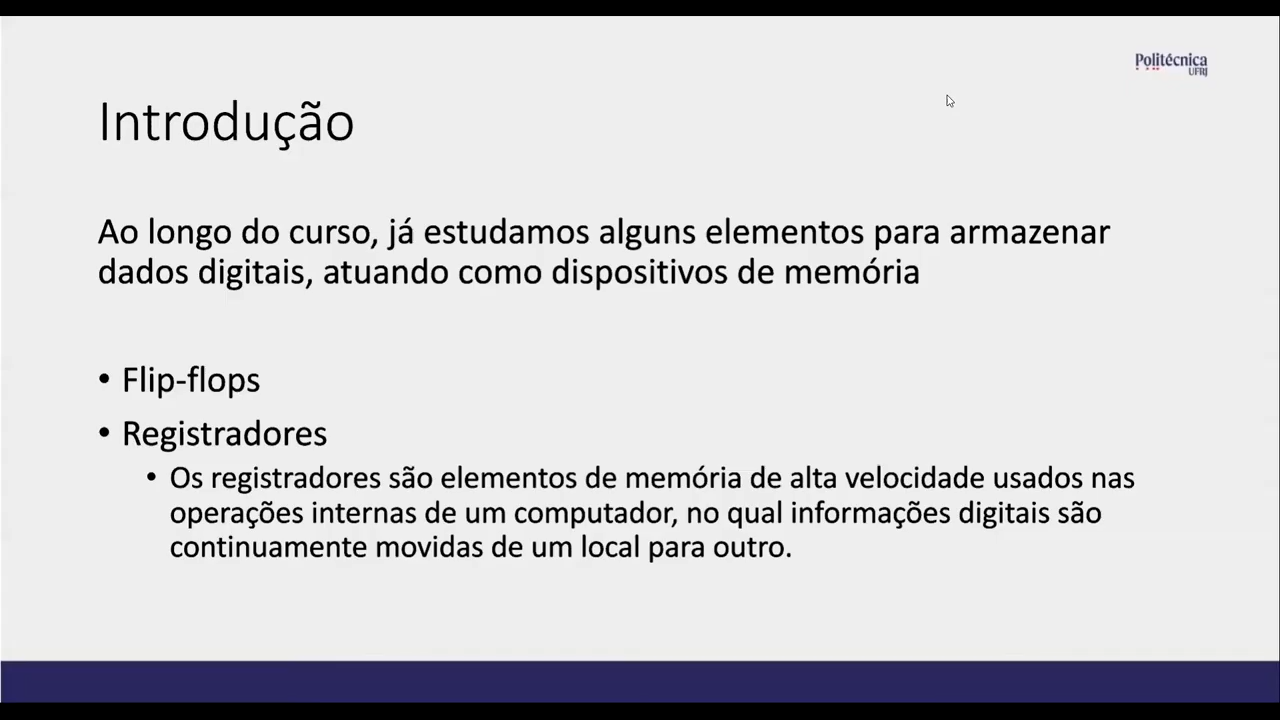 Politécnica
UFRJ
Introdução
Ao longo do curso, já estudamos alguns elementos para armazenar
dados digitais, atuando como dispositivos de memória
• Flip-flops
• Registradores
• Os registradores são elementos de memória de alta velocidade usados nas
operações internas de um computador, no qual informações digitais são
continuamente movidas de um local para outro.